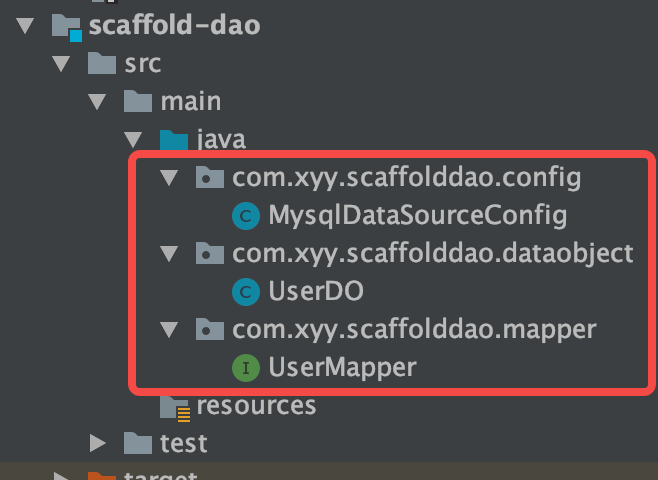 scaffold-dao
src
main
java
com.xyy.scaffolddao.config
C MysqlDataSourceConfig
com.xyy.scaffolddao.dataobject
C UserDO
com.xyy.scaffolddao.mapper
I UserMapper
resources
test
target